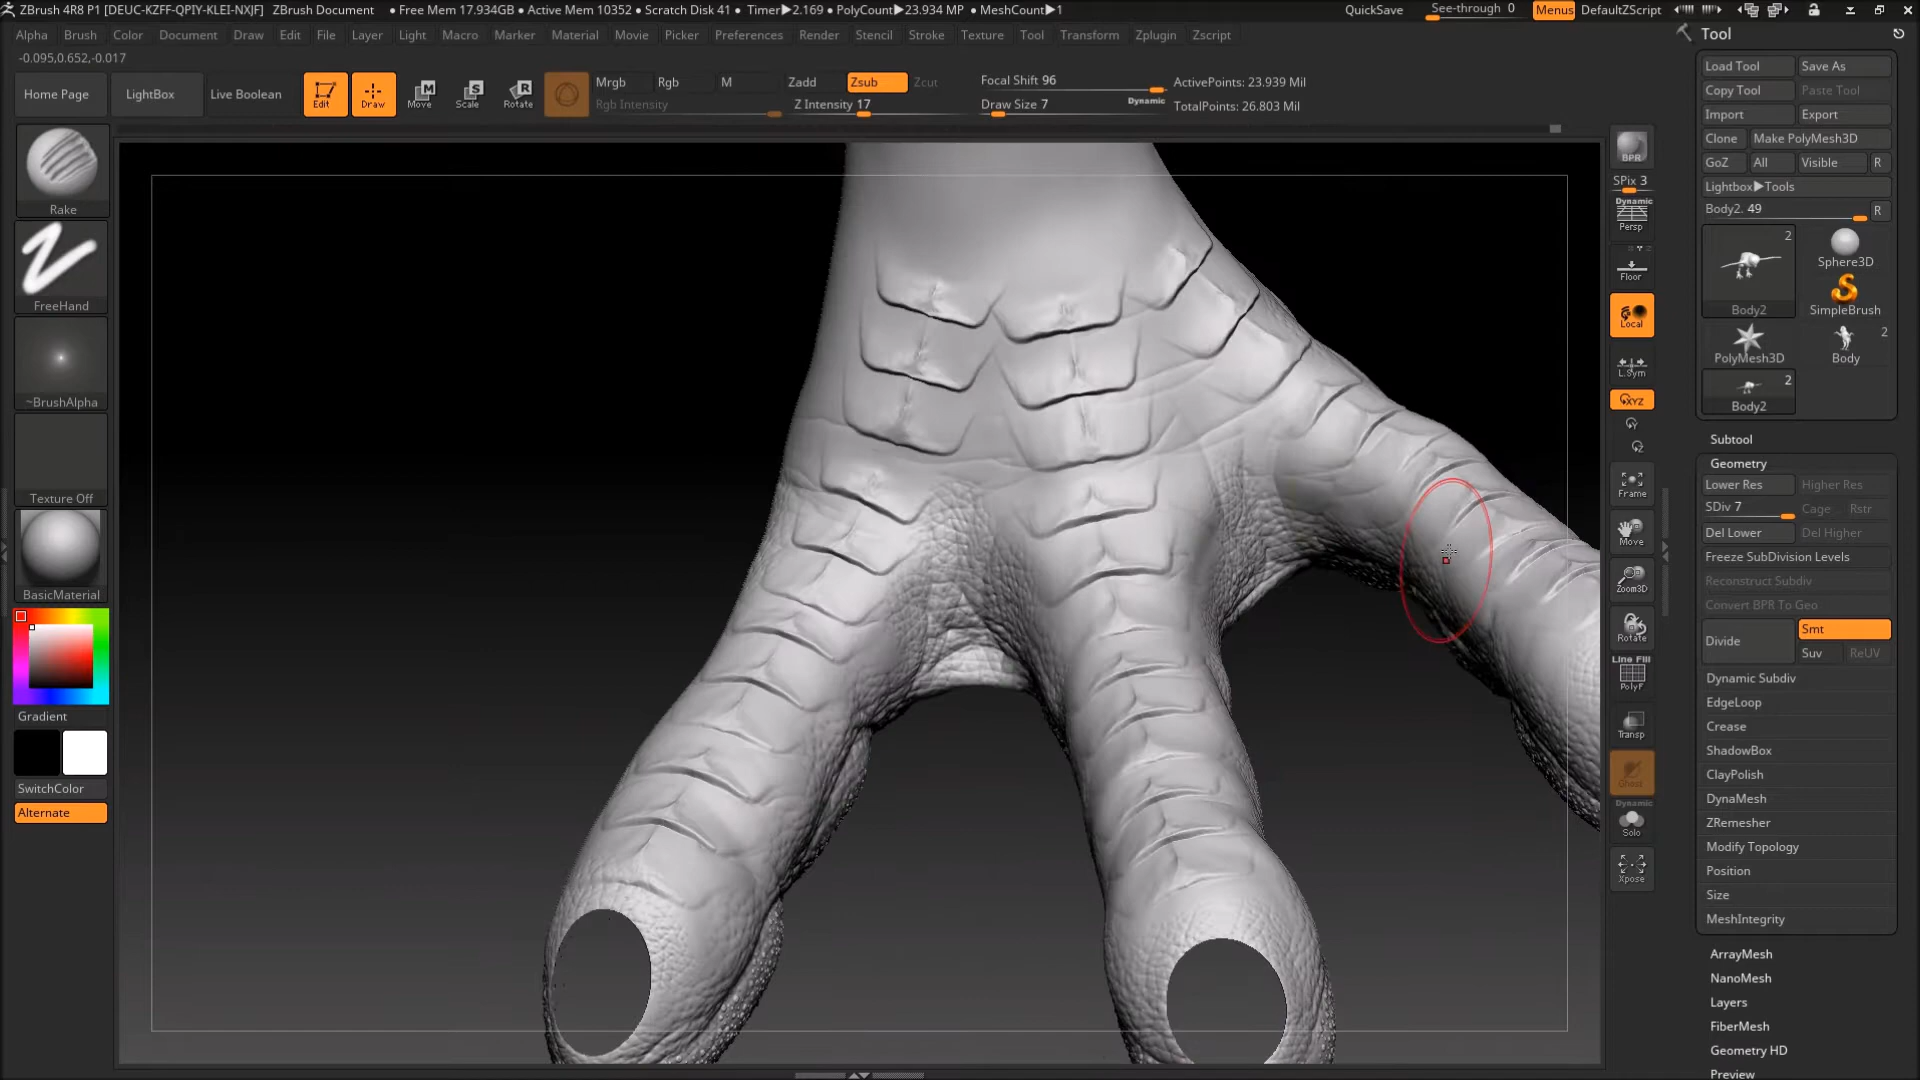 ZBrush 4R8 P1 [DEUC-KZFF-QPIY-KLEI-NXJF] ZBrush Document • Free Mem 17.934GB • Active Mem 10352 • Scratch Disk 41 • Timer▶2.169 • PolyCount▶23.934 MP • MeshCount▶1 QuickSave See-through 0 Menus DefaultZScript
Alpha Brush Color Document Draw Edit File Layer Light Macro Marker Material Movie Picker Preferences Render Stencil Stroke Texture Tool Transform Zplugin Zscript
-0.095,0.652,-0.017
Home Page LightBox Live Boolean Edit Draw Move Scale Rotate
Mrgb Rgb M Zadd Zsub Zcut
Rgb Intensity Z Intensity 17
Focal Shift 96
Draw Size 7 Dynamic
ActivePoints: 23.939 Mil
TotalPoints: 26.803 Mil
Rake
FreeHand
~BrushAlpha
Texture Off
BasicMaterial
Gradient
SwitchColor
Alternate
BPR
SPix 3
Dynamic
Persp
Floor
Local
L.Sym
XYZ
Frame
Move
Zoom3D
Rotate
Line Fill
PolyF
Transp
Ghost
Dynamic
Solo
Xpose
Tool
Load Tool Save As
Copy Tool Paste Tool
Import Export
Clone Make PolyMesh3D
GoZ All Visible R
Lightbox▶Tools
Body2. 49 R
2
Body2
Sphere3D
SimpleBrush
PolyMesh3D
2
Body
2
Body2
Subtool
Geometry
Lower Res Higher Res
SDiv 7 Cage Rstr
Del Lower Del Higher
Freeze SubDivision Levels
Reconstruct Subdiv
Convert BPR To Geo
Divide Smt
Suv ReUV
Dynamic Subdiv
EdgeLoop
Crease
ShadowBox
ClayPolish
DynaMesh
ZRemesher
Modify Topology
Position
Size
MeshIntegrity
ArrayMesh
NanoMesh
Layers
FiberMesh
Geometry HD
Preview